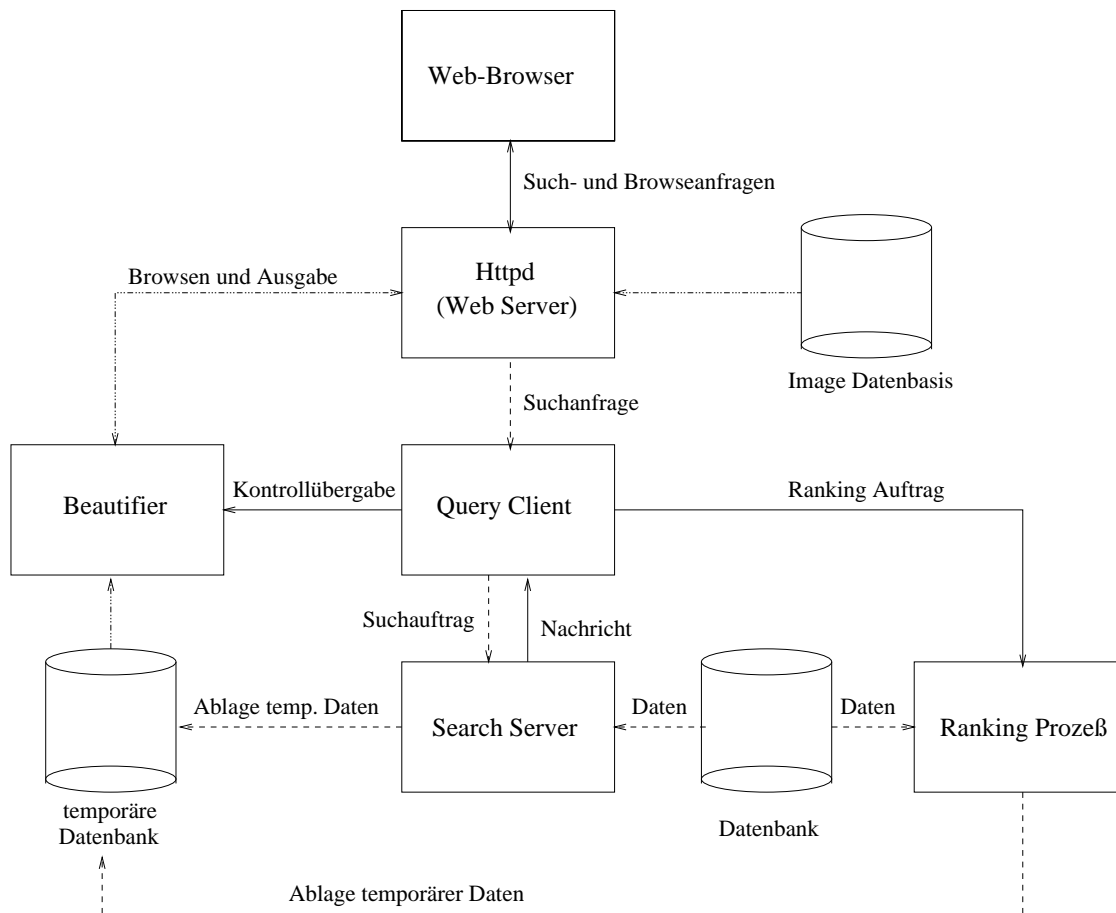 Web-Browser
Such- und Browseanfragen
Browsen und Ausgabe
Httpd
(Web Server)
Image Datenbasis
Suchanfrage
Beautifier
Kontrollübergabe
Query Client
Ranking Auftrag
Suchauftrag
Nachricht
Ablage temp. Daten
Search Server
Daten
Daten
Ranking Prozeß
temporäre
Datenbank
Datenbank
Ablage temporärer Daten